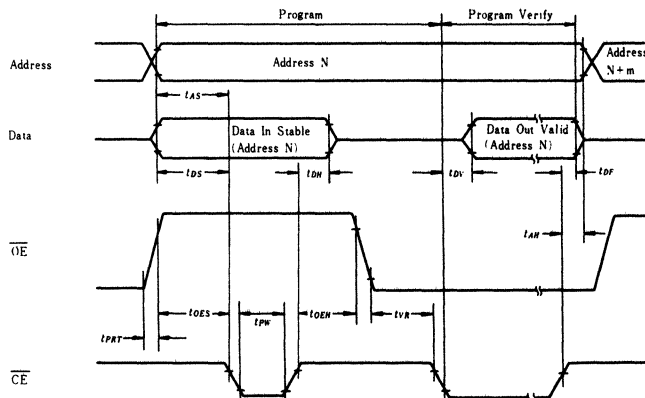 Program
Program Verify
Address
Address N
Address
N + m
tAS
Data
Data In Stable
(Address N)
Data Out Valid
(Address N)
tDS
tDH
tDV
tDF
tAH
OE
tOES
tPW
tOEH
tVR
tPRT
CE